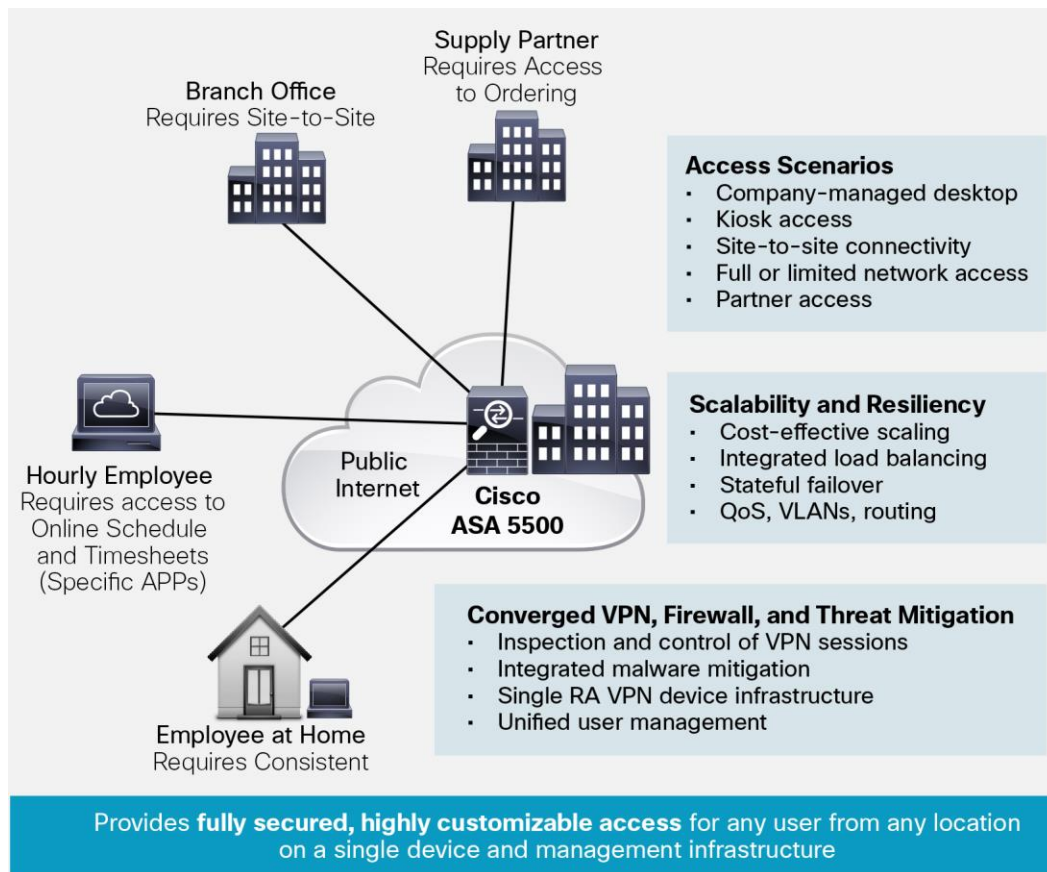 Supply Partner
Requires Access
to Ordering
Branch Office
Requires Site-to-Site
Access Scenarios
· Company-managed desktop
· Kiosk access
· Site-to-site connectivity
· Full or limited network access
· Partner access
Hourly Employee
Requires access to
Online Schedule
and Timesheets
(Specific APPs)
Public
Internet
Cisco
ASA 5500
Scalability and Resiliency
· Cost-effective scaling
· Integrated load balancing
· Stateful failover
· QoS, VLANs, routing
Employee at Home
Requires Consistent
Converged VPN, Firewall, and Threat Mitigation
· Inspection and control of VPN sessions
· Integrated malware mitigation
· Single RA VPN device infrastructure
· Unified user management
Provides fully secured, highly customizable access for any user from any location
on a single device and management infrastructure